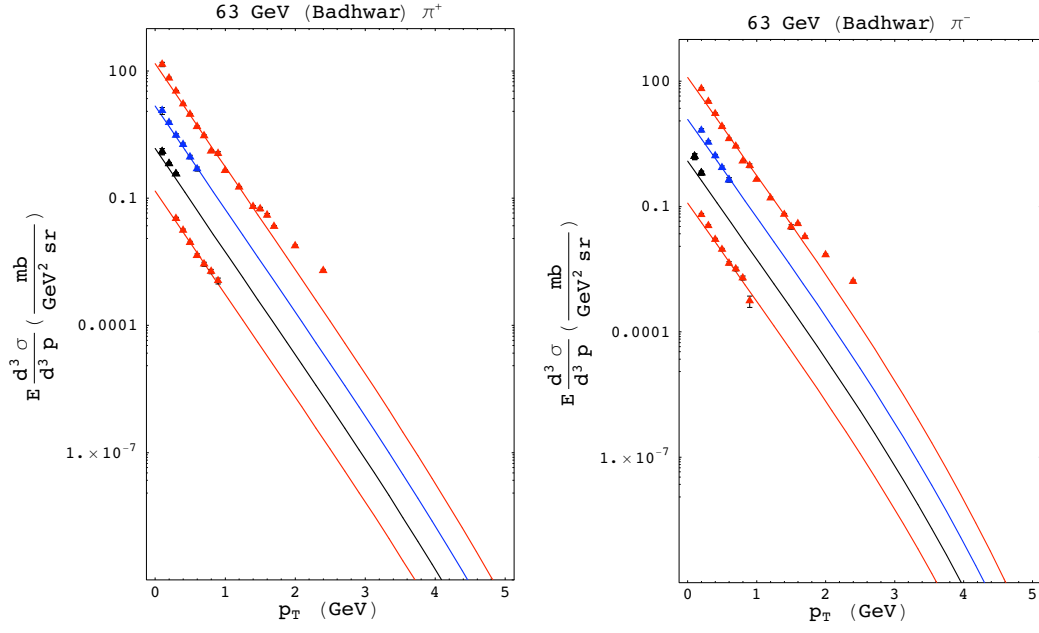 63 GeV (Badhwar) π⁺
100
0.1
0.0001
1.×10⁻⁷
E d³σ/d³p ( mb/GeV² sr )
0 1 2 3 4 5
p_T (GeV)
63 GeV (Badhwar) π⁻
100
0.1
0.0001
1.×10⁻⁷
E d³σ/d³p ( mb/GeV² sr )
0 1 2 3 4 5
p_T (GeV)